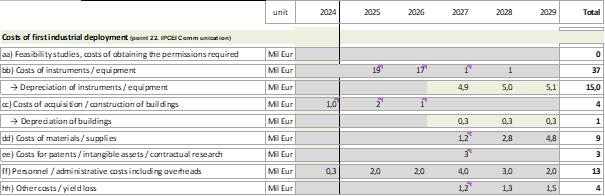 unit 2024 2025 2026 2027 2028 2029 Total
Costs of first industrial deployment (point 22. IPCEI Communication)
aa) Feasibility studies, costs of obtaining the permissions required Mil Eur 0
bb) Costs of instruments / equipment Mil Eur 19 17 1 1 37
→ Depreciation of instruments / equipment Mil Eur 4,9 5,0 5,1 15,0
cc) Costs of acquisition / construction of buildings Mil Eur 1,0 2 1 4
→ Depreciation of buildings Mil Eur 0,3 0,3 0,3 1
dd) Costs of materials / supplies Mil Eur 1,2 2,8 4,8 9
ee) Costs for patents / intangible assets / contractual research Mil Eur 3 3
ff) Personnel / administrative costs including overheads Mil Eur 0,3 2,0 2,0 4,0 3,0 2,0 13
hh) Other costs / yield loss Mil Eur 1,2 1,3 1,5 4